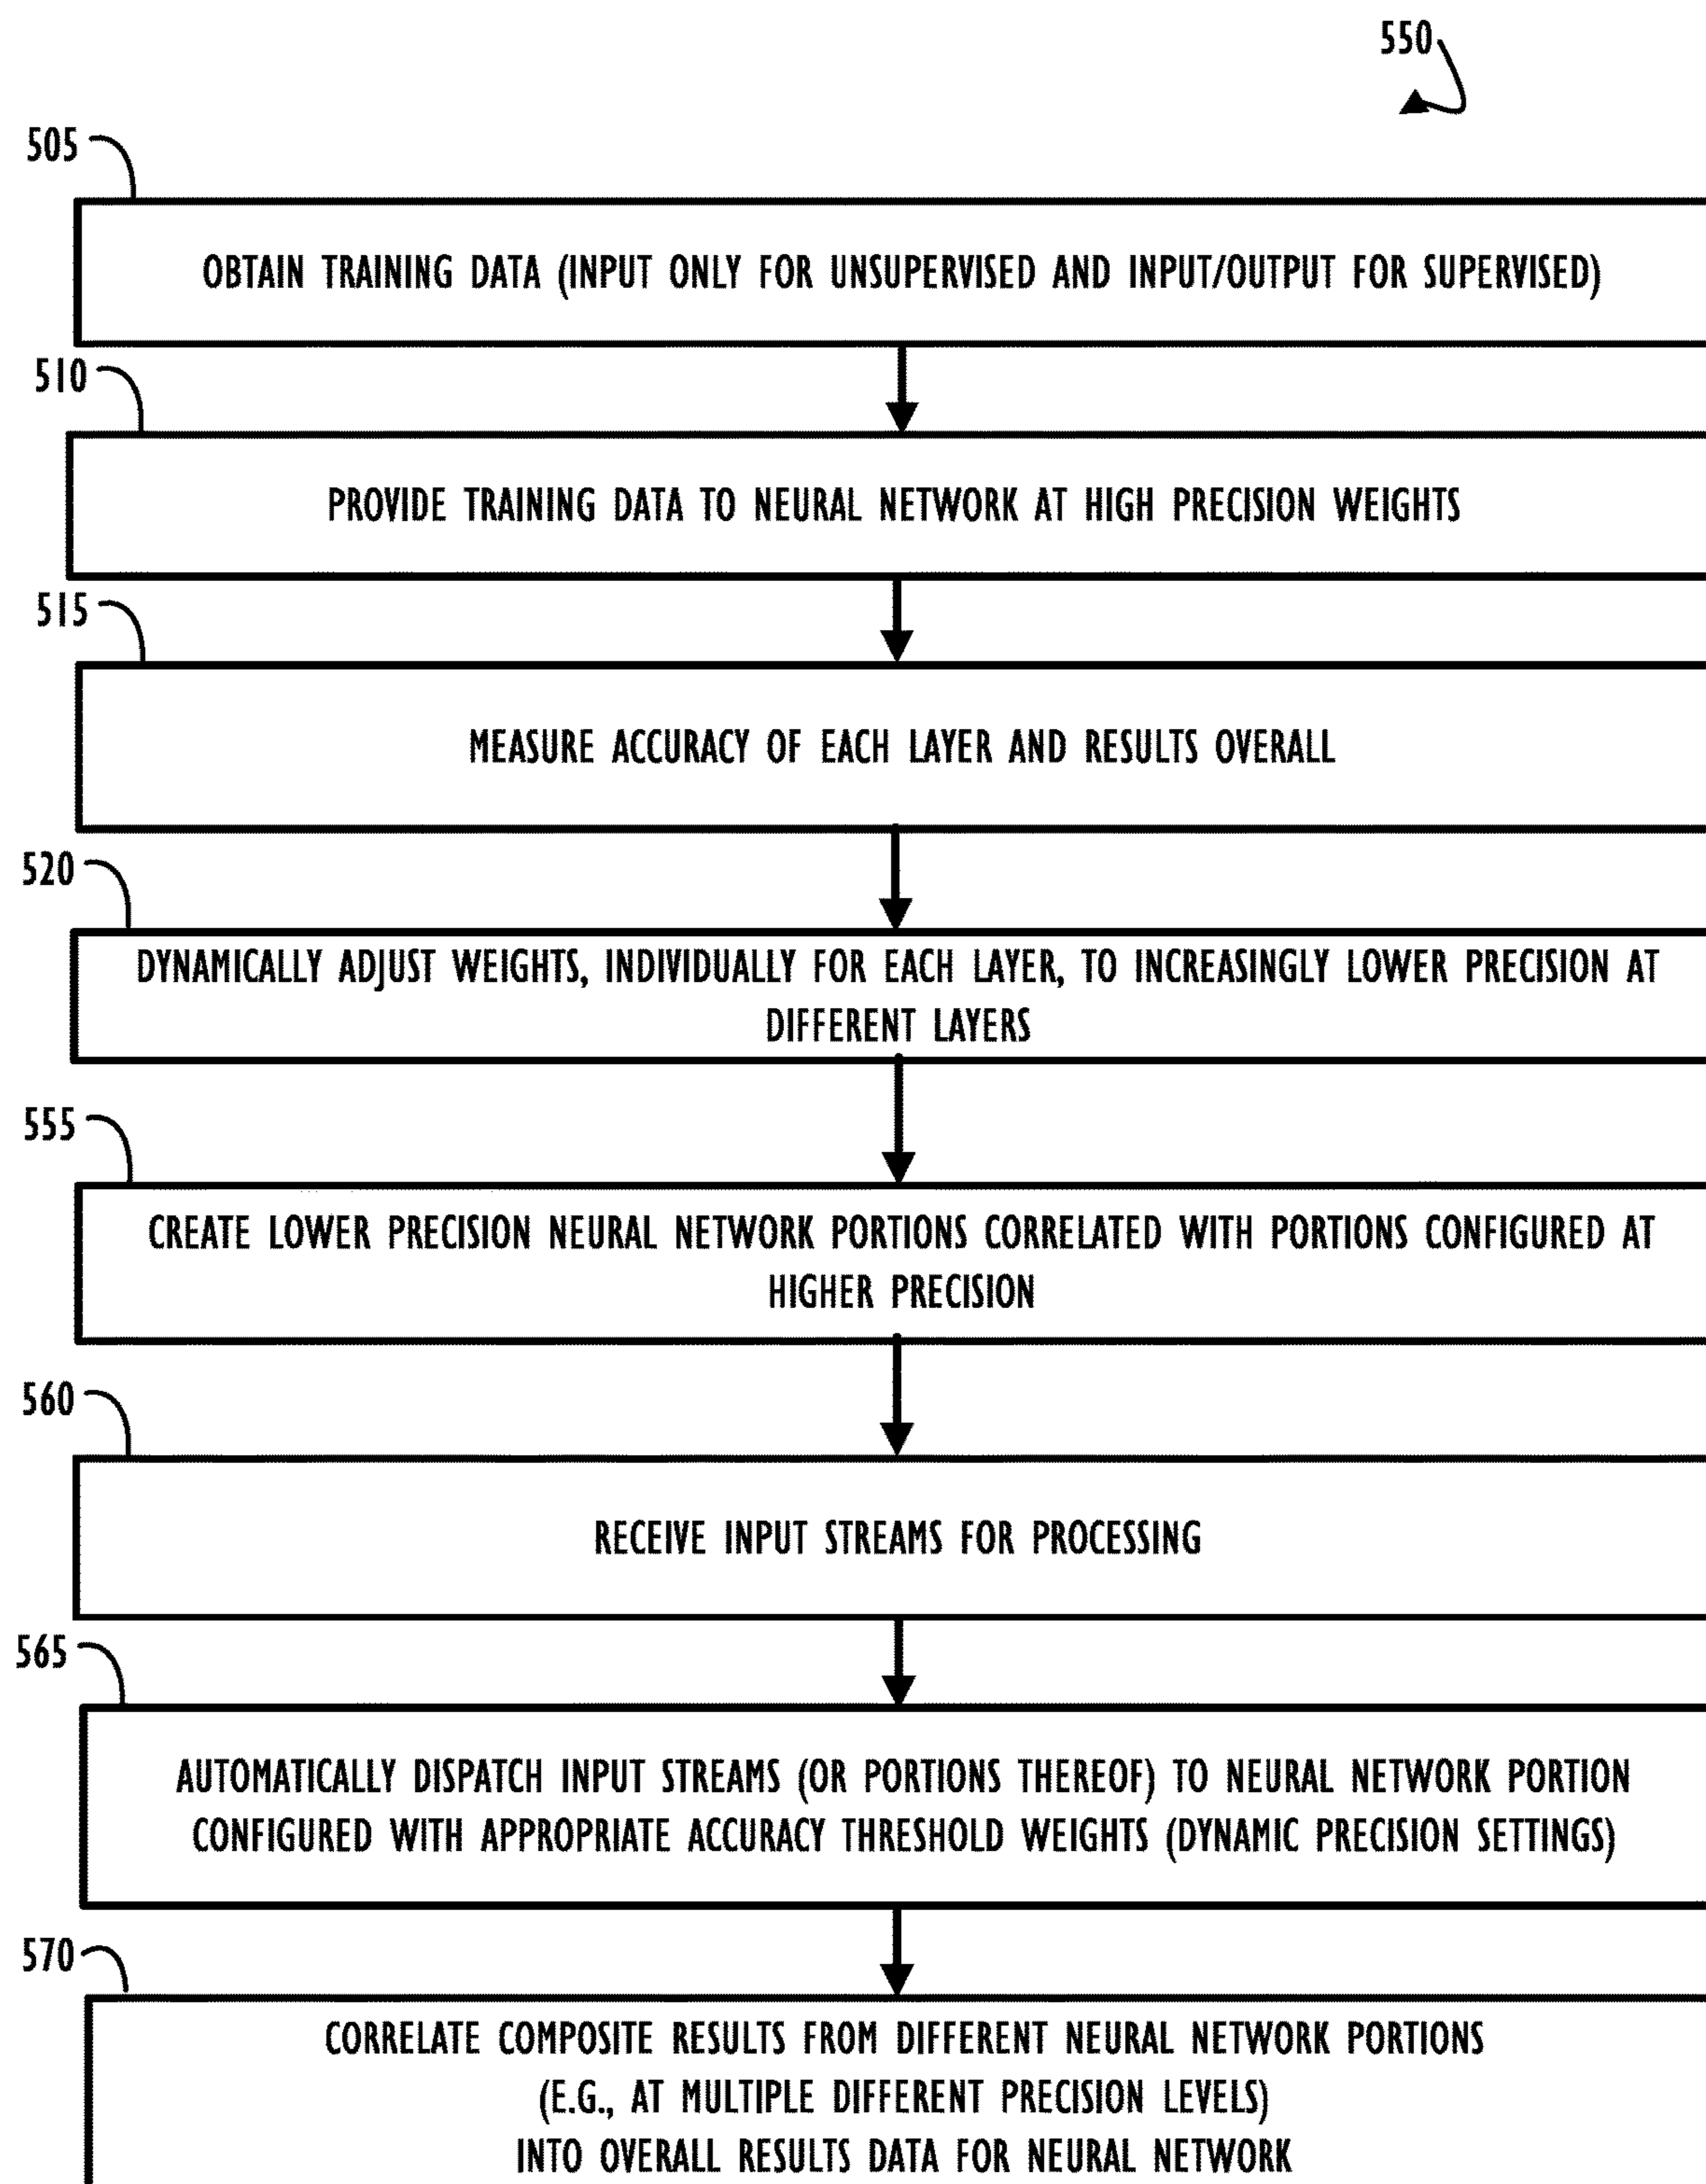 550
505
OBTAIN TRAINING DATA (INPUT ONLY FOR UNSUPERVISED AND INPUT/OUTPUT FOR SUPERVISED)
510
PROVIDE TRAINING DATA TO NEURAL NETWORK AT HIGH PRECISION WEIGHTS
515
MEASURE ACCURACY OF EACH LAYER AND RESULTS OVERALL
520
DYNAMICALLY ADJUST WEIGHTS, INDIVIDUALLY FOR EACH LAYER, TO INCREASINGLY LOWER PRECISION AT
DIFFERENT LAYERS
555
CREATE LOWER PRECISION NEURAL NETWORK PORTIONS CORRELATED WITH PORTIONS CONFIGURED AT
HIGHER PRECISION
560
RECEIVE INPUT STREAMS FOR PROCESSING
565
AUTOMATICALLY DISPATCH INPUT STREAMS (OR PORTIONS THEREOF) TO NEURAL NETWORK PORTION
CONFIGURED WITH APPROPRIATE ACCURACY THRESHOLD WEIGHTS (DYNAMIC PRECISION SETTINGS)
570
CORRELATE COMPOSITE RESULTS FROM DIFFERENT NEURAL NETWORK PORTIONS
(E.G., AT MULTIPLE DIFFERENT PRECISION LEVELS)
INTO OVERALL RESULTS DATA FOR NEURAL NETWORK